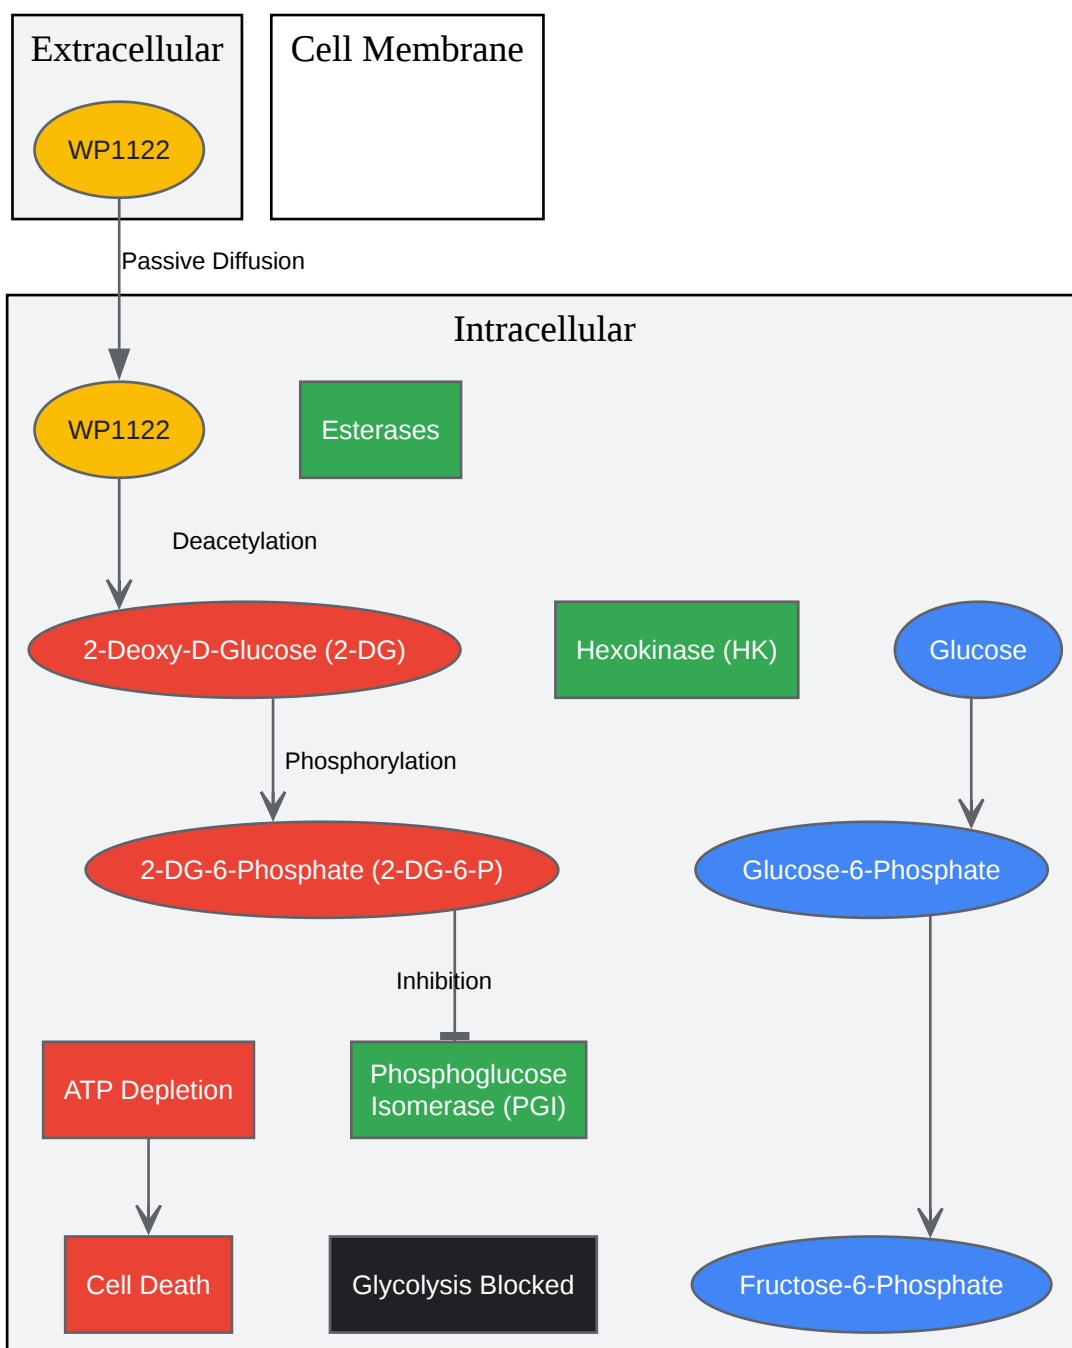 Extracellular
Cell Membrane
WP1122
Passive Diffusion
Intracellular
WP1122
Esterases
Deacetylation
2-Deoxy-D-Glucose (2-DG)
Hexokinase (HK)
Glucose
Phosphorylation
2-DG-6-Phosphate (2-DG-6-P)
Glucose-6-Phosphate
Inhibition
ATP Depletion
Phosphoglucose
Isomerase (PGI)
Cell Death
Glycolysis Blocked
Fructose-6-Phosphate